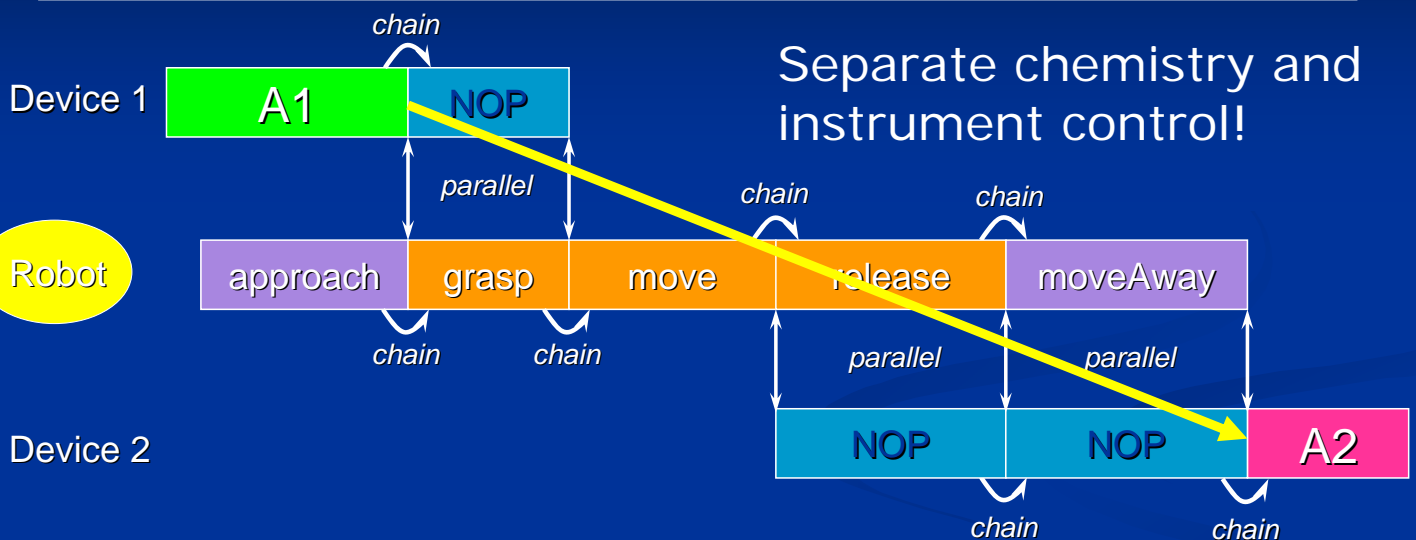 chain
Separate chemistry and
instrument control!
Device 1
A1
NOP
parallel
chain
chain
Robot
approach
grasp
move
release
moveAway
chain
chain
parallel
parallel
Device 2
NOP
NOP
A2
chain
chain